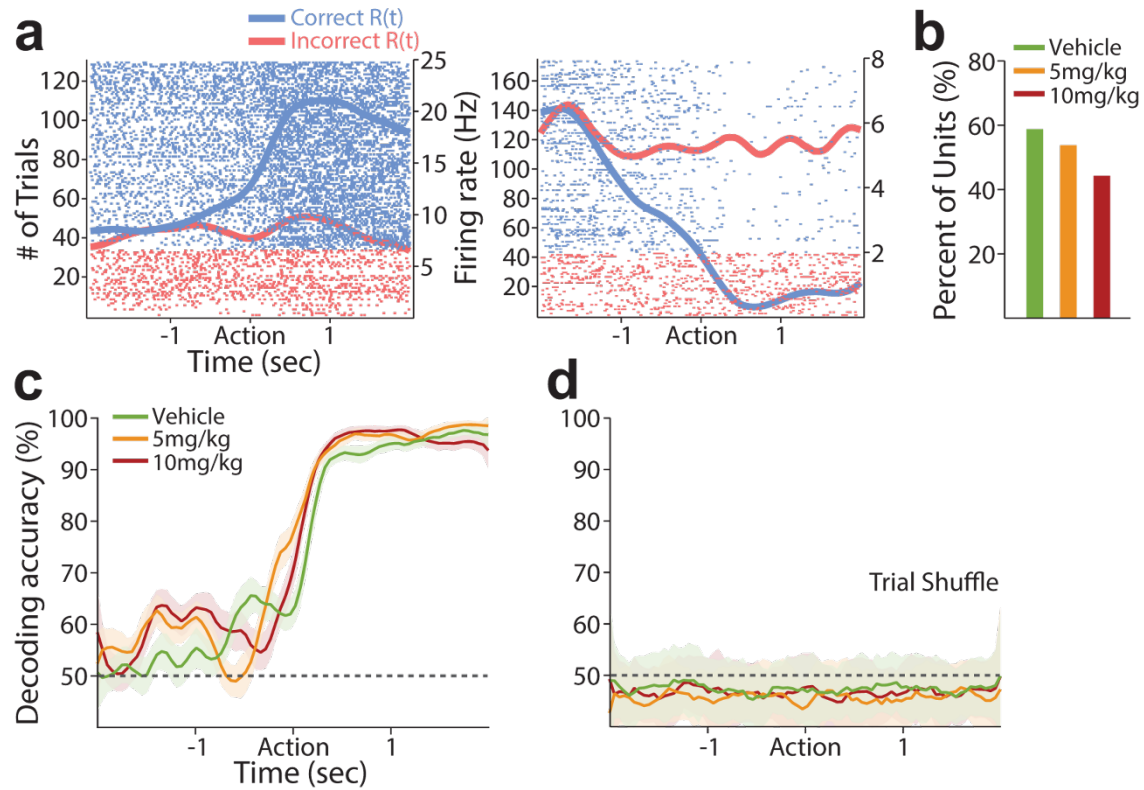 a
Correct R(t)
Incorrect R(t)
# of Trials
120
100
80
60
40
20
25
20
15
10
5
Firing rate (Hz)
-1
Action
1
Time (sec)
160
140
120
100
80
60
40
20
8
6
4
2
-1
Action
1
b
Vehicle
5mg/kg
10mg/kg
Percent of Units (%)
80
60
40
20
c
Vehicle
5mg/kg
10mg/kg
Decoding accuracy (%)
100
90
80
70
60
50
-1
Action
1
Time (sec)
d
100
90
80
70
60
50
Trial Shuffle
-1
Action
1